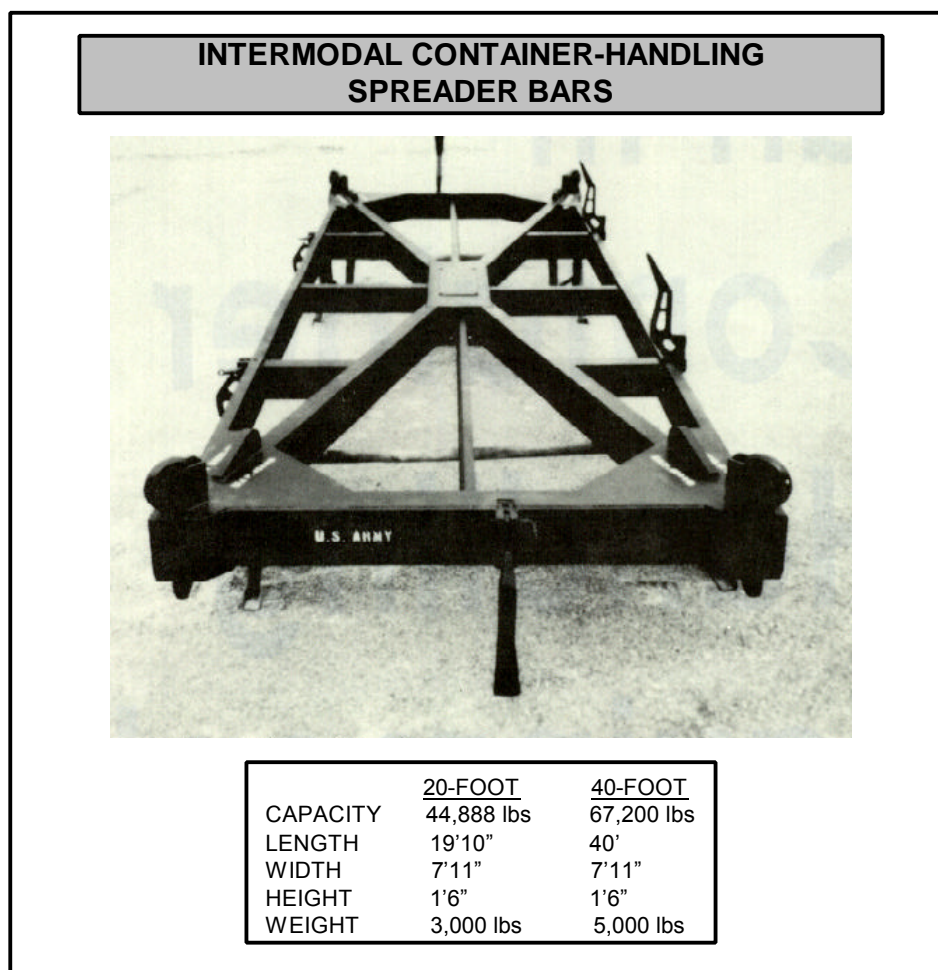 INTERMODAL CONTAINER-HANDLING
SPREADER BARS
U.S. ARMY
20-FOOT 40-FOOT
CAPACITY 44,888 lbs 67,200 lbs
LENGTH 19’10” 40’
WIDTH 7’11” 7’11”
HEIGHT 1’6” 1’6”
WEIGHT 3,000 lbs 5,000 lbs